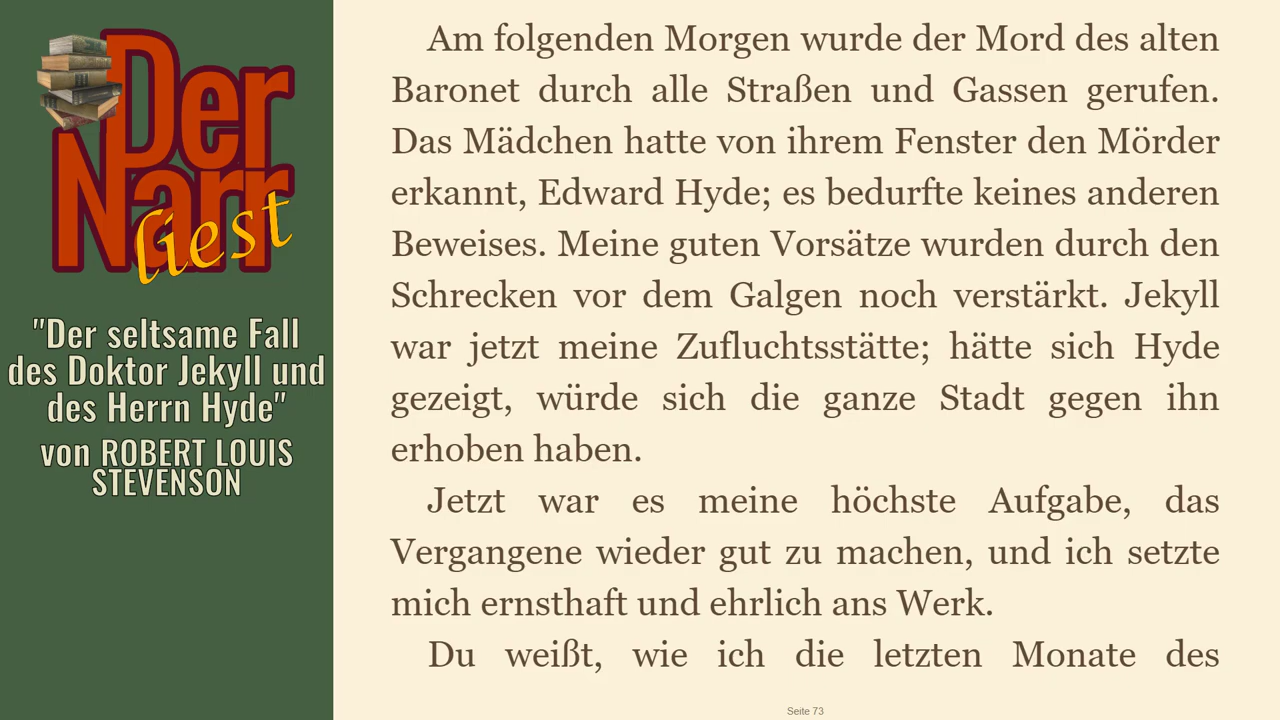 Der
Narr
liest
"Der seltsame Fall
des Doktor Jekyll und
des Herrn Hyde"
von ROBERT LOUIS
STEVENSON
Am folgenden Morgen wurde der Mord des alten
Baronet durch alle Straßen und Gassen gerufen.
Das Mädchen hatte von ihrem Fenster den Mörder
erkannt, Edward Hyde; es bedurfte keines anderen
Beweises. Meine guten Vorsätze wurden durch den
Schrecken vor dem Galgen noch verstärkt. Jekyll
war jetzt meine Zufluchtsstätte; hätte sich Hyde
gezeigt, würde sich die ganze Stadt gegen ihn
erhoben haben.
Jetzt war es meine höchste Aufgabe, das
Vergangene wieder gut zu machen, und ich setzte
mich ernsthaft und ehrlich ans Werk.
Du weißt, wie ich die letzten Monate des
Seite 73